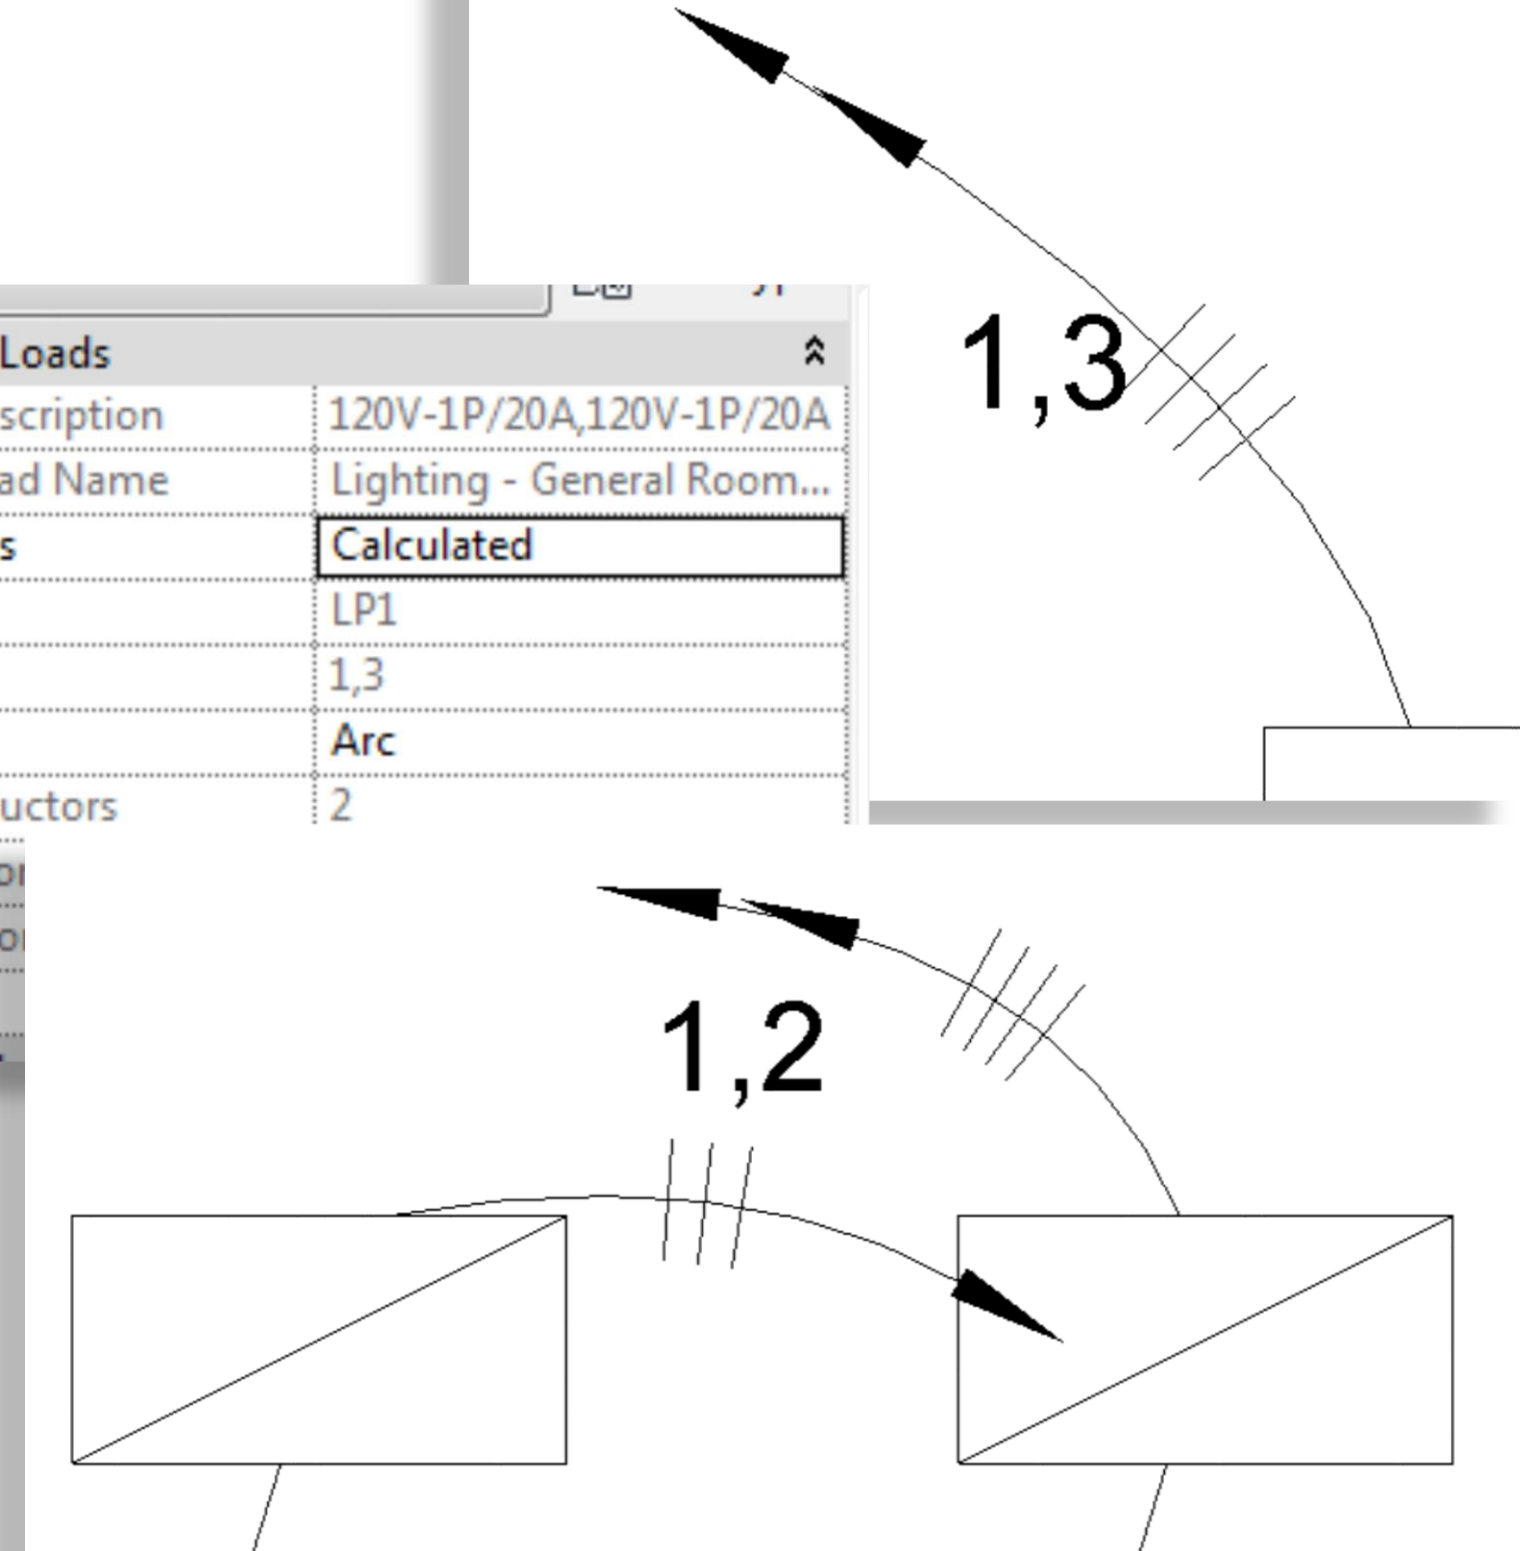 1,3
Loads
scription 120V-1P/20A,120V-1P/20A
ad Name Lighting - General Room...
s Calculated
LP1
1,3
Arc
uctors 2
1,2